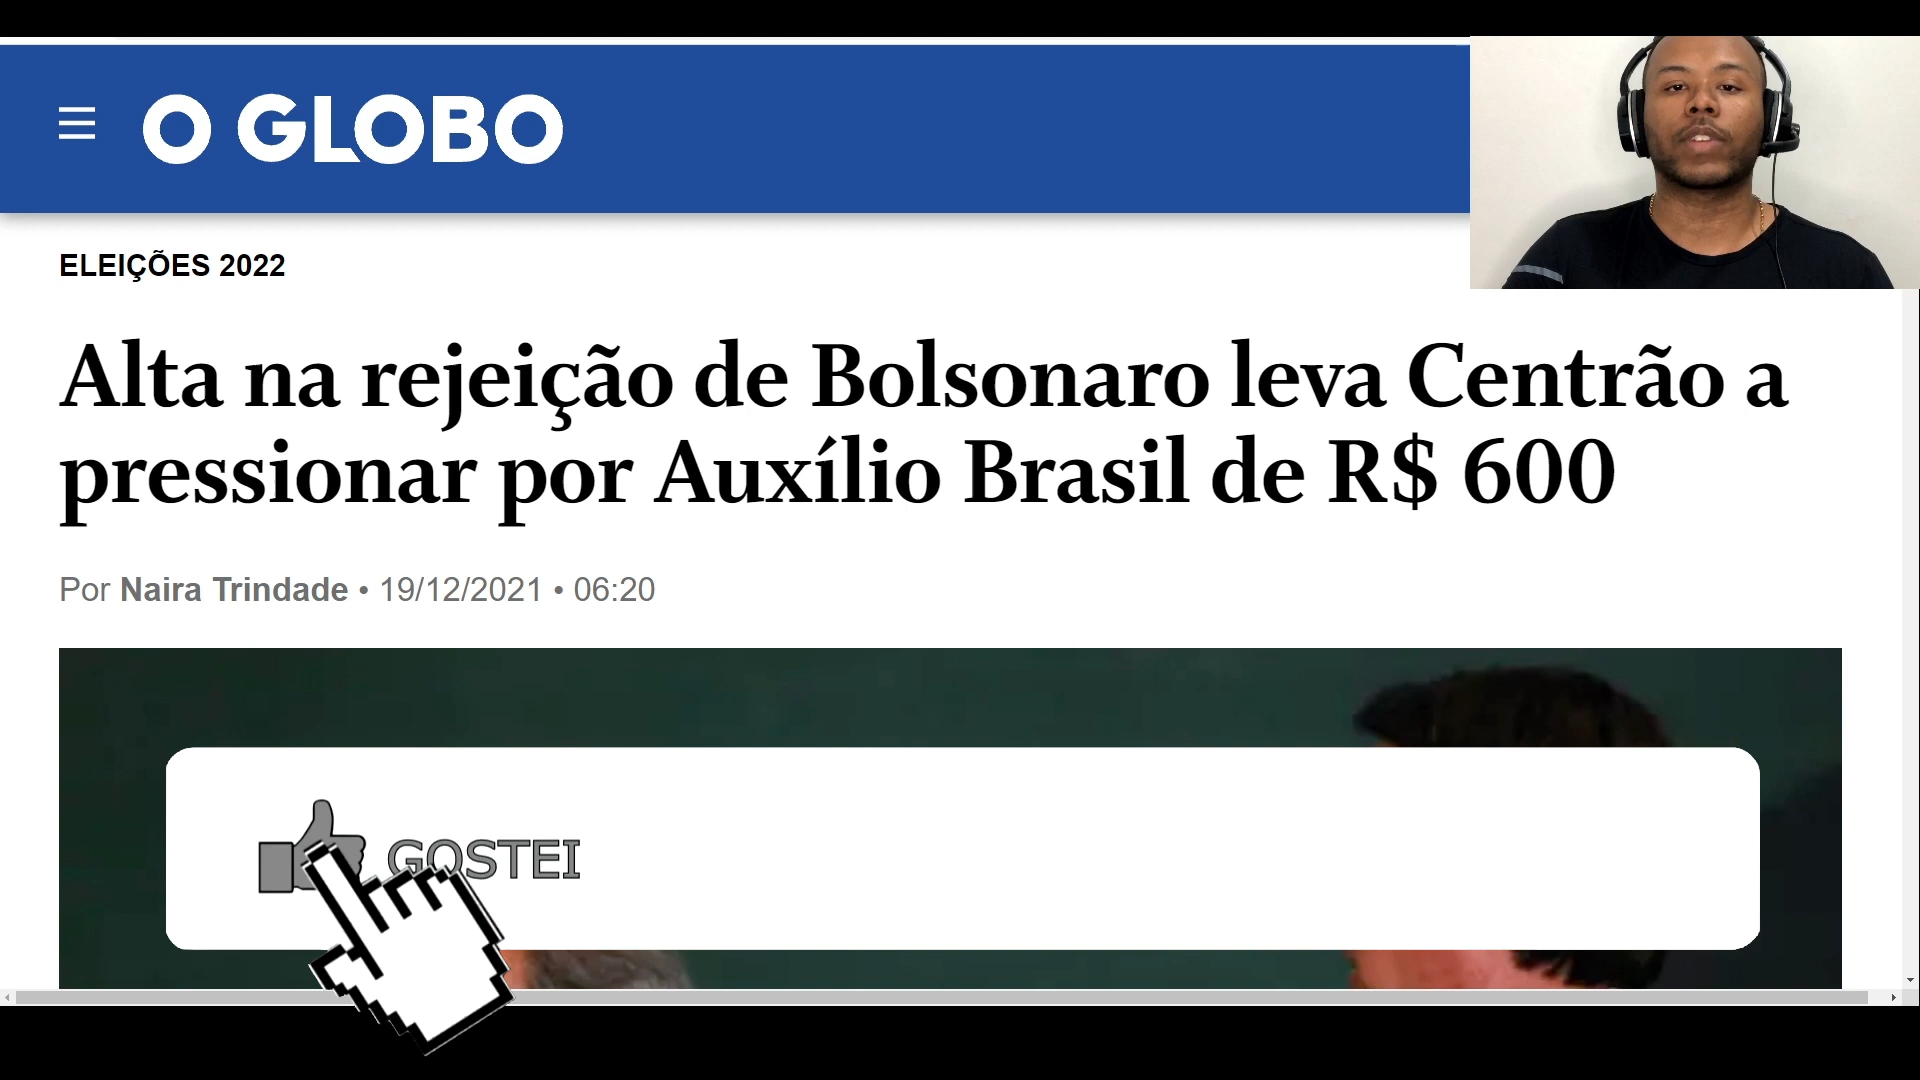 O GLOBO
ELEIÇÕES 2022
Alta na rejeição de Bolsonaro leva Centrão a
pressionar por Auxílio Brasil de R$ 600
Por Naira Trindade • 19/12/2021 • 06:20
GOSTEI